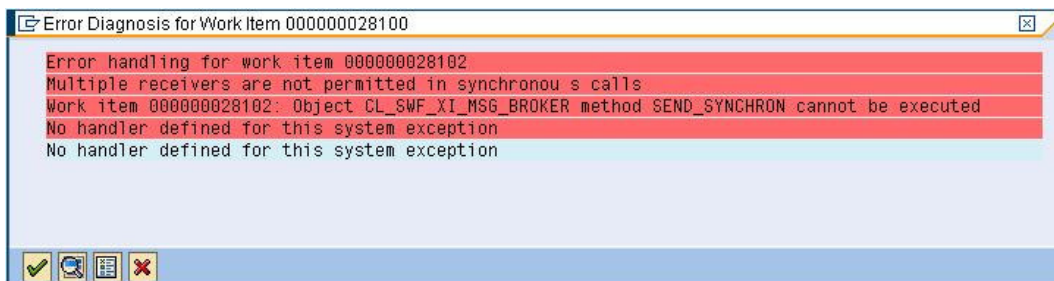 Error Diagnosis for Work Item 000000028100
Error handling for work item 000000028102
Multiple receivers are not permitted in synchronou s calls
Work item 000000028102: Object CL_SWF_XI_MSG_BROKER method SEND_SYNCHRON cannot be executed
No handler defined for this system exception
No handler defined for this system exception